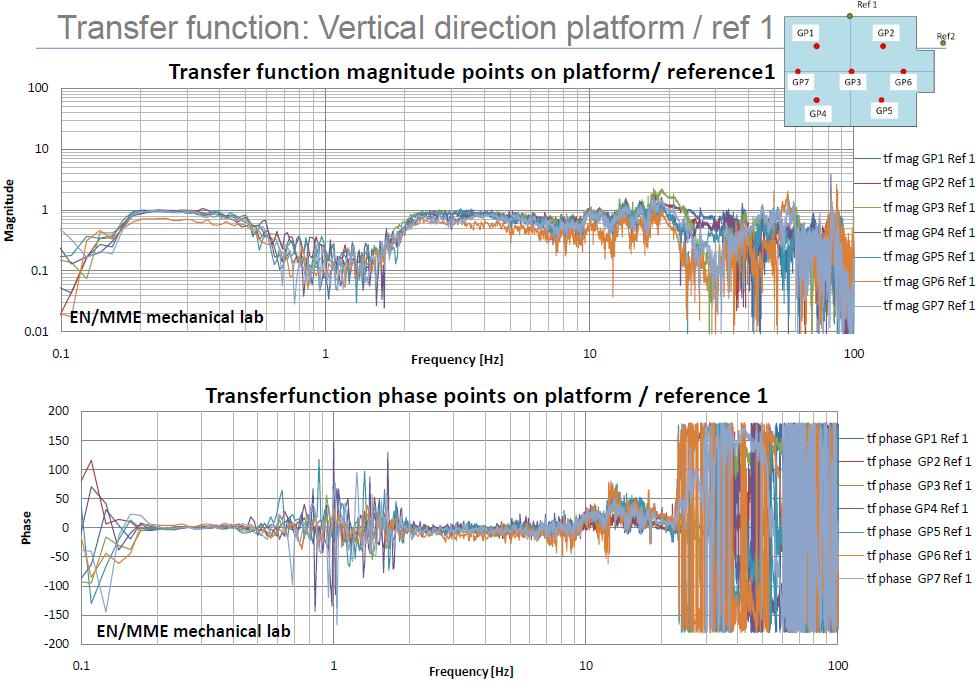 Transfer function: Vertical direction platform / ref 1
Ref 1
GP1
GP2
Ref2
GP7
GP3
GP6
GP4
GP5
Transfer function magnitude points on platform/ reference1
100
10
1
0.1
0.01
Magnitude
EN/MME mechanical lab
0.1
1
10
100
Frequency [Hz]
tf mag GP1 Ref 1
tf mag GP2 Ref 1
tf mag GP3 Ref 1
tf mag GP4 Ref 1
tf mag GP5 Ref 1
tf mag GP6 Ref 1
tf mag GP7 Ref 1
Transferfunction phase points on platform / reference 1
200
150
100
50
0
-50
-100
-150
-200
Phase
EN/MME mechanical lab
0.1
1
10
100
Frequency [Hz]
tf phase GP1 Ref 1
tf phase GP2 Ref 1
tf phase GP3 Ref 1
tf phase GP4 Ref 1
tf phase GP5 Ref 1
tf phase GP6 Ref 1
tf phase GP7 Ref 1